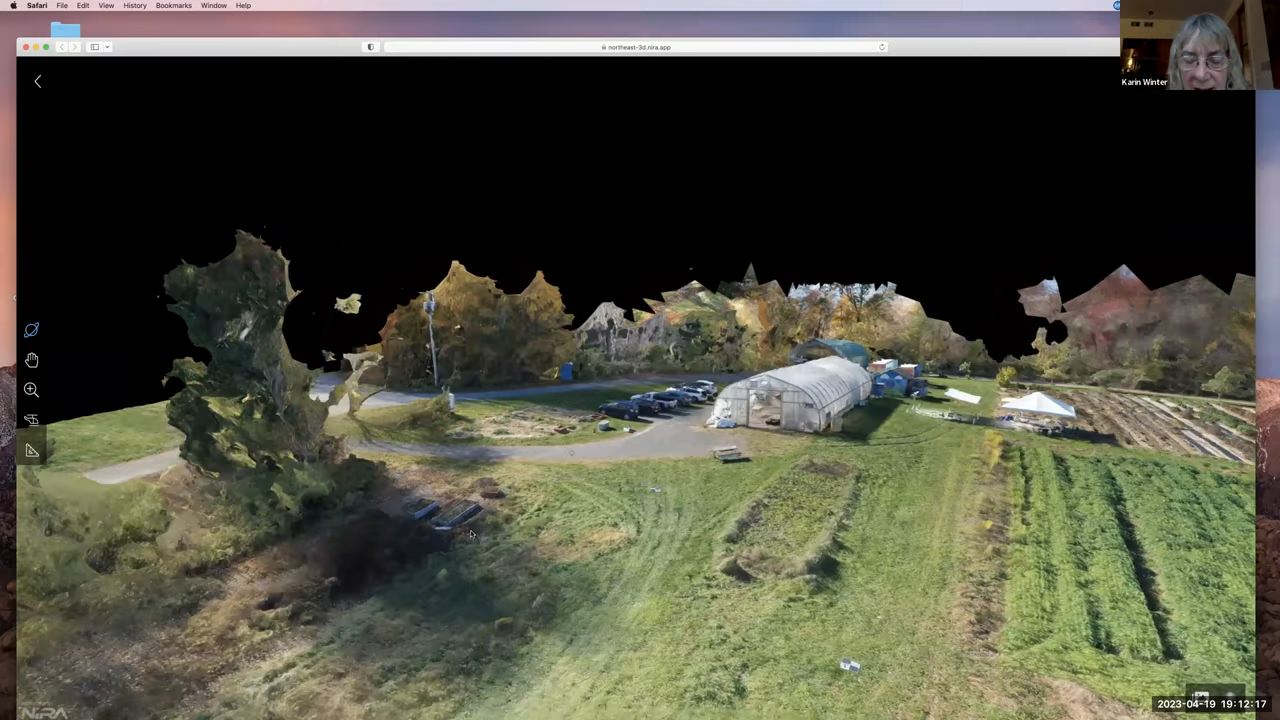 Safari File Edit View History Bookmarks Window Help
northeast-3d.nira.app
Karin Winter
NIRA
2023-04-19 19:12:17